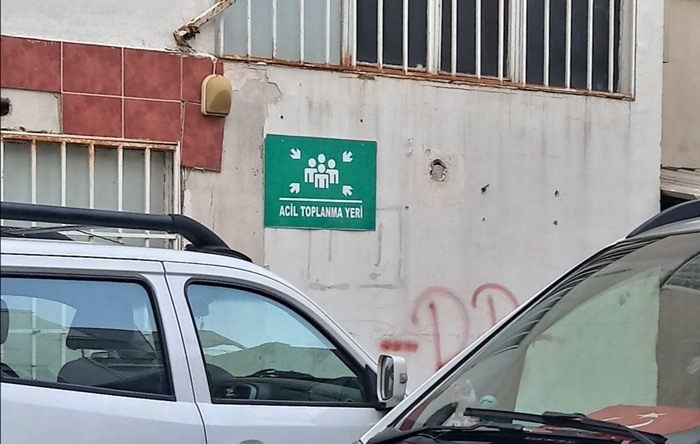 ACİL TOPLANMA YERİ